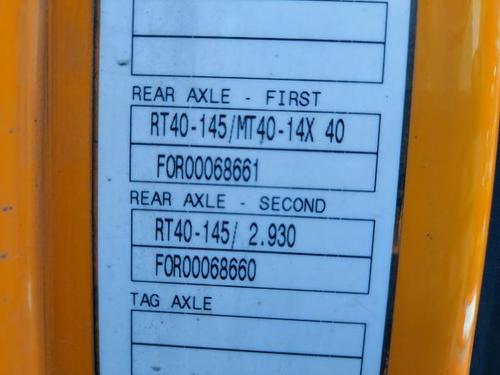 REAR AXLE - FIRST
RT40-145/MT40-14X 40
FOR00068661
REAR AXLE - SECOND
RT40-145/ 2.930
FOR00068660
TAG AXLE